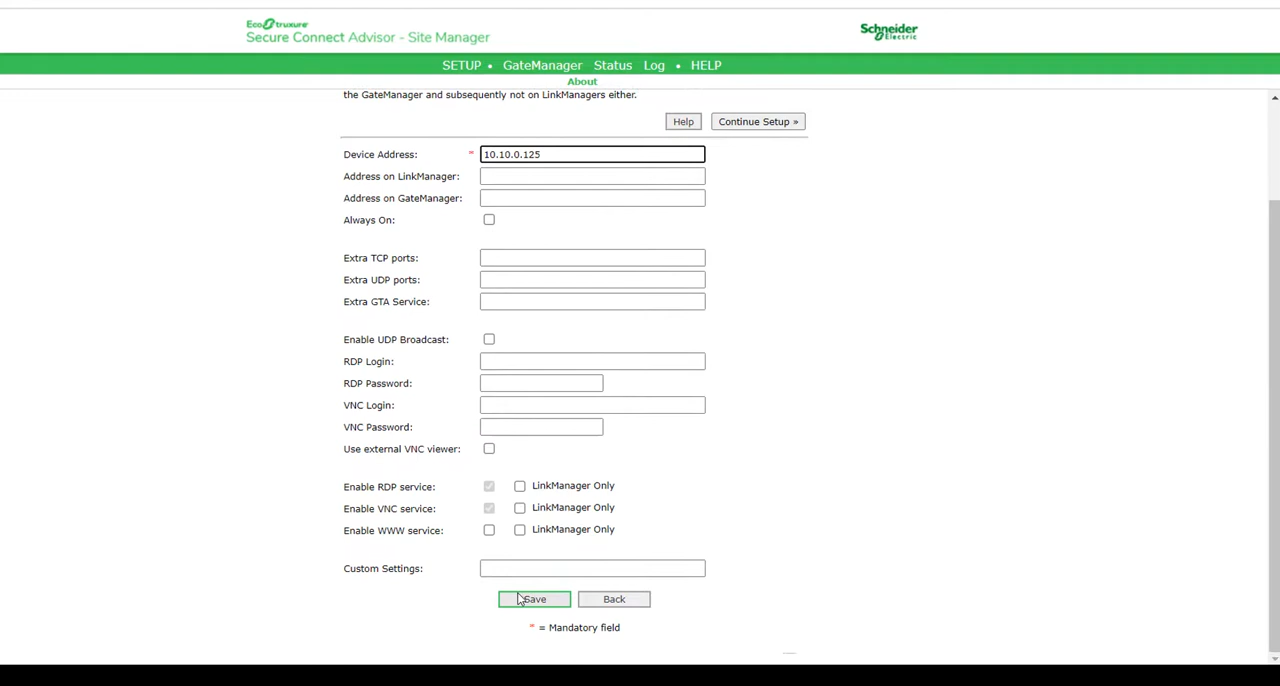 EcoStruxure
Secure Connect Advisor - Site Manager
Schneider Electric
SETUP • GateManager Status Log • HELP
About
the GateManager and subsequently not on LinkManagers either.
Help Continue Setup »
Device Address: * 10.10.0.125
Address on LinkManager:
Address on GateManager:
Always On:
Extra TCP ports:
Extra UDP ports:
Extra GTA Service:
Enable UDP Broadcast:
RDP Login:
RDP Password:
VNC Login:
VNC Password:
Use external VNC viewer:
Enable RDP service: LinkManager Only
Enable VNC service: LinkManager Only
Enable WWW service: LinkManager Only
Custom Settings:
Save Back
* = Mandatory field